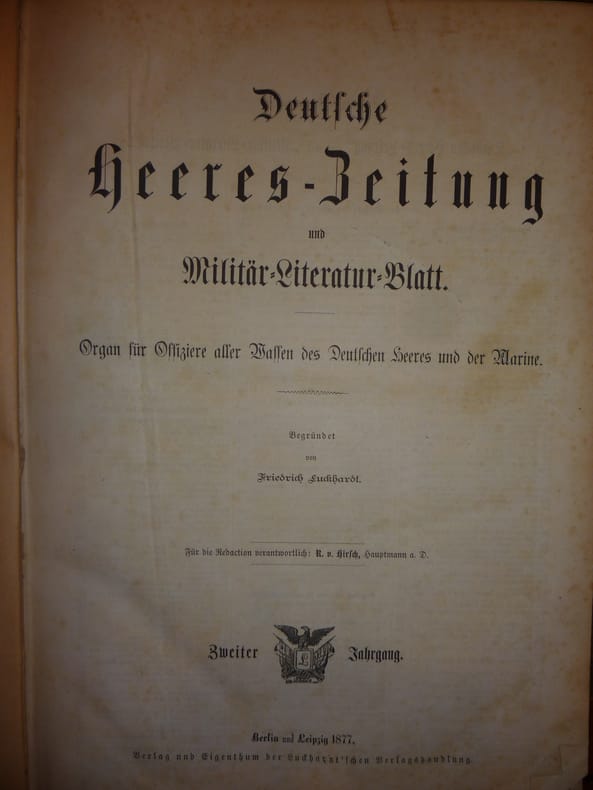 Deutsche
Heeres-Zeitung
und
Militär-Literatur-Blatt.
Organ für Offiziere aller Waffen des Deutschen Heeres und der Marine.
Begründet
von
Friedrich Luckhardt.
Für die Redaction verantwortlich: R. v. Hirsch, Hauptmann a. D.
Zweiter L Jahrgang.
Berlin und Leipzig 1877.
Verlag und Eigenthum der Luckhardt'schen Verlagshandlung.